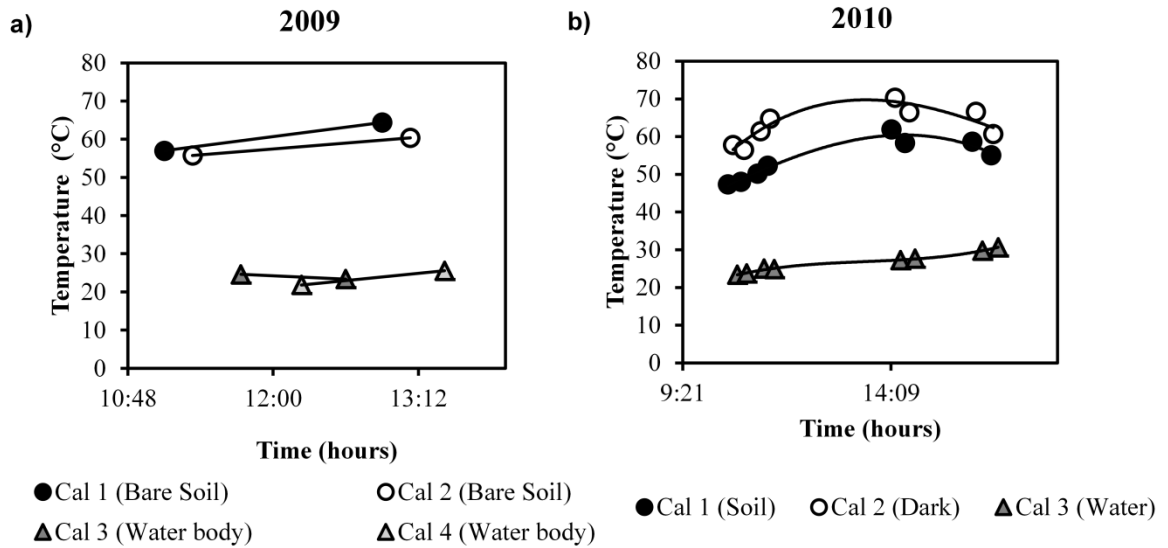 a)
2009
80
70
60
50
40
30
20
10
0
Temperature (°C)
10:48
12:00
13:12
Time (hours)
Cal 1 (Bare Soil)
Cal 2 (Bare Soil)
Cal 3 (Water body)
Cal 4 (Water body)
b)
2010
80
70
60
50
40
30
20
10
0
Temperature (°C)
9:21
14:09
Time (hours)
Cal 1 (Soil)
Cal 2 (Dark)
Cal 3 (Water)